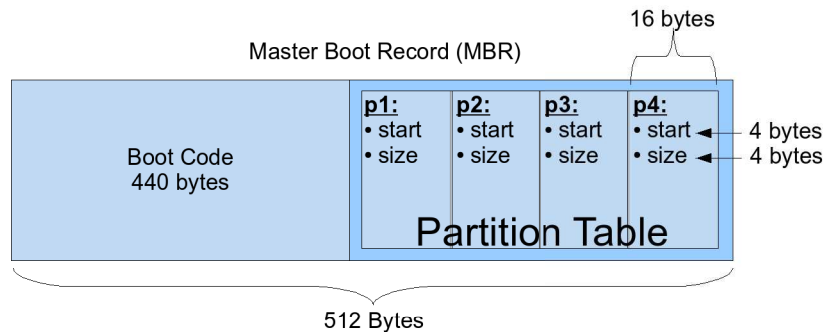 16 bytes
Master Boot Record (MBR)
p1:
• start
• size
p2:
• start
• size
p3:
• start
• size
p4:
• start
• size
4 bytes
4 bytes
Boot Code
440 bytes
Partition Table
512 Bytes